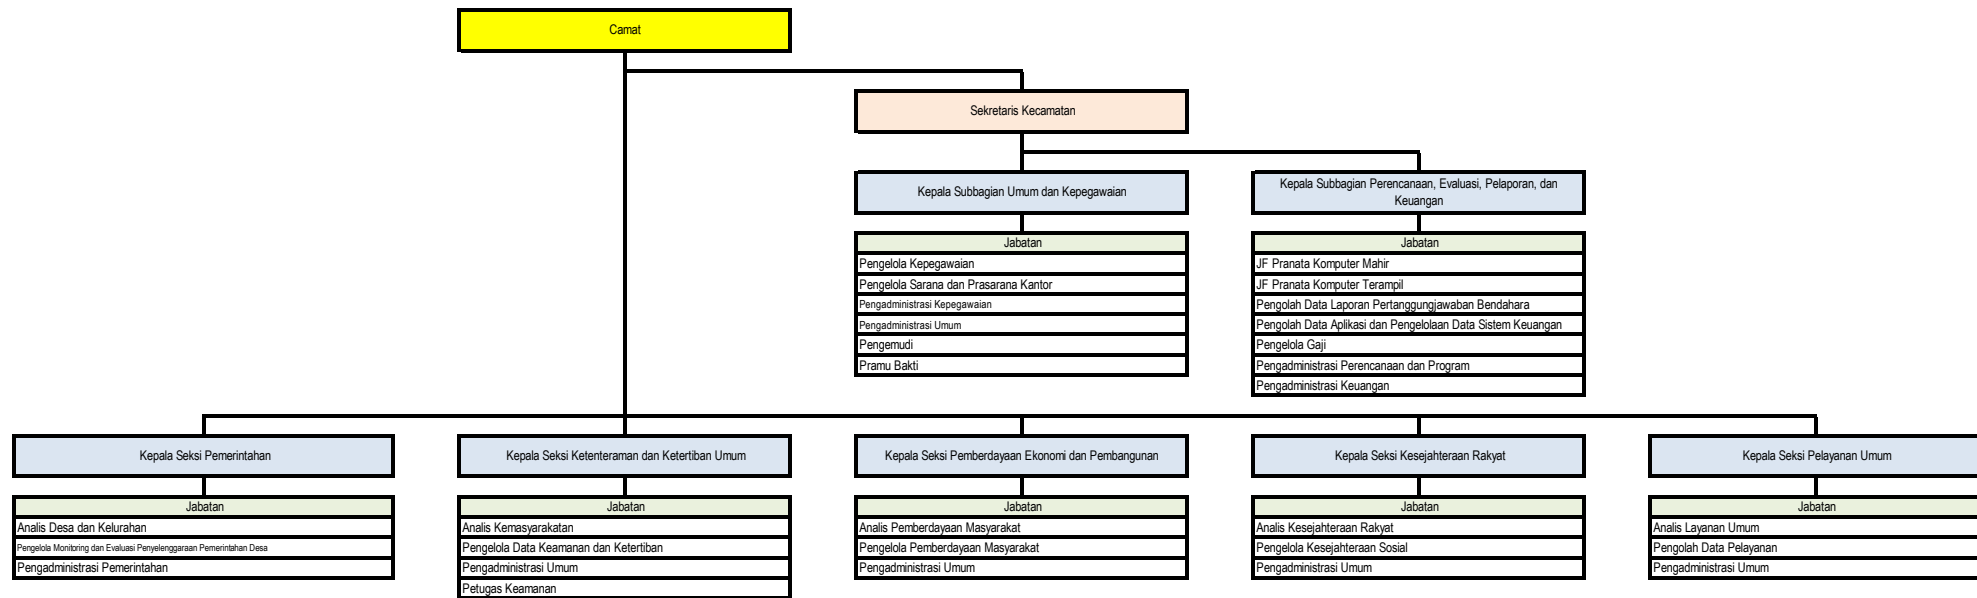 Camat
Sekretaris Kecamatan
Kepala Subbagian Umum dan Kepegawaian
Kepala Subbagian Perencanaan, Evaluasi, Pelaporan, dan
Keuangan
Jabatan
Pengelola Kepegawaian
Pengelola Sarana dan Prasarana Kantor
Pengadministrasi Kepegawaian
Pengadministrasi Umum
Pengemudi
Pramu Bakti
Jabatan
JF Pranata Komputer Mahir
JF Pranata Komputer Terampil
Pengolah Data Laporan Pertanggungjawaban Bendahara
Pengolah Data Aplikasi dan Pengelolaan Data Sistem Keuangan
Pengelola Gaji
Pengadministrasi Perencanaan dan Program
Pengadministrasi Keuangan
Kepala Seksi Pemerintahan
Jabatan
Analis Desa dan Kelurahan
Pengelola Monitoring dan Evaluasi Penyelenggaraan Pemerintahan Desa
Pengadministrasi Pemerintahan
Kepala Seksi Ketenteraman dan Ketertiban Umum
Jabatan
Analis Kemasyarakatan
Pengelola Data Keamanan dan Ketertiban
Pengadministrasi Umum
Petugas Keamanan
Kepala Seksi Pemberdayaan Ekonomi dan Pembangunan
Jabatan
Analis Pemberdayaan Masyarakat
Pengelola Pemberdayaan Masyarakat
Pengadministrasi Umum
Kepala Seksi Kesejahteraan Rakyat
Jabatan
Analis Kesejahteraan Rakyat
Pengelola Kesejahteraan Sosial
Pengadministrasi Umum
Kepala Seksi Pelayanan Umum
Jabatan
Analis Layanan Umum
Pengolah Data Pelayanan
Pengadministrasi Umum